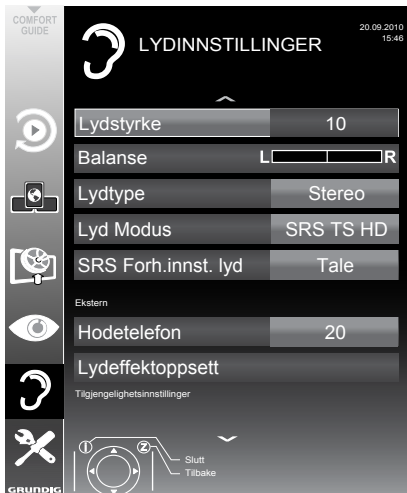 COMFORT
GUIDE
LYDINNSTILLINGER
20.09.2010
15:46
Lydstyrke 10
Balanse L R
Lydtype Stereo
Lyd Modus SRS TS HD
SRS Forh.innst. lyd Tale
Ekstern
Hodetelefon 20
Lydeffektoppsett
Tilgjengelighetsinnstillinger
Slutt
Tilbake
GRUNDIG